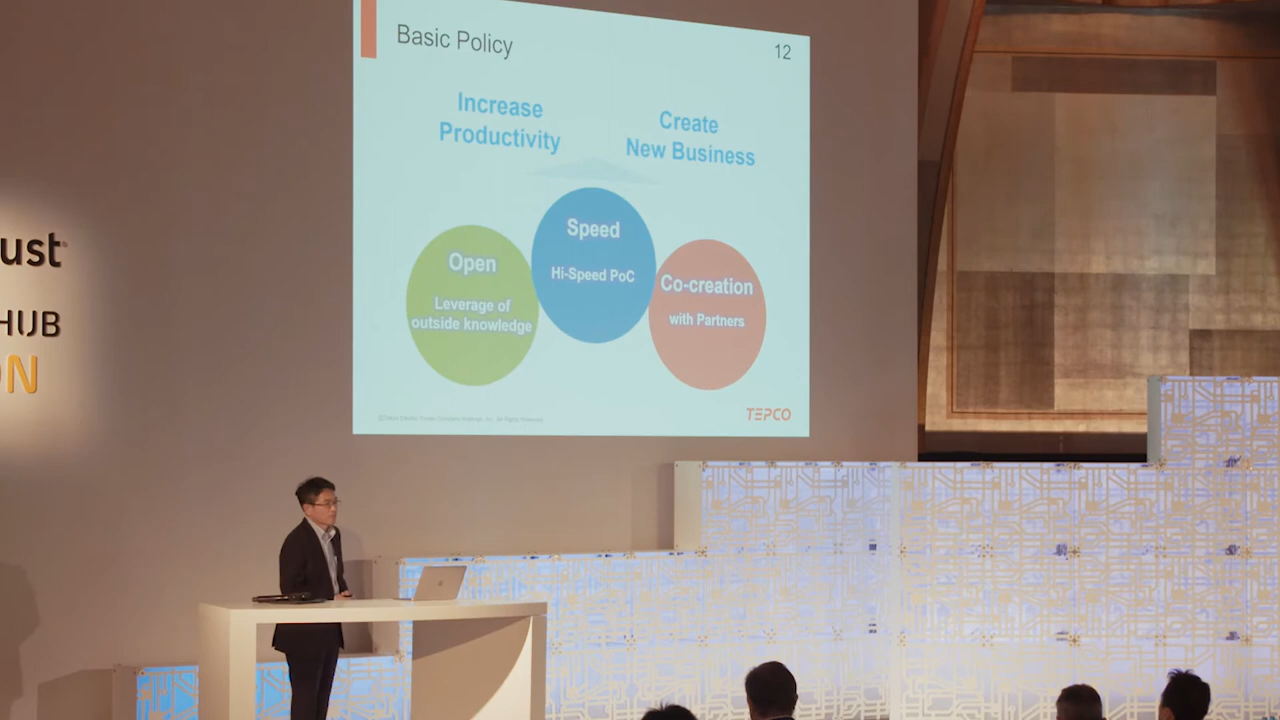 Basic Policy
12
Increase
Productivity
Create
New Business
Speed
Hi-Speed PoC
Open
Leverage of
outside knowledge
Co-creation
with Partners
TEPCO
ust
HUB
N